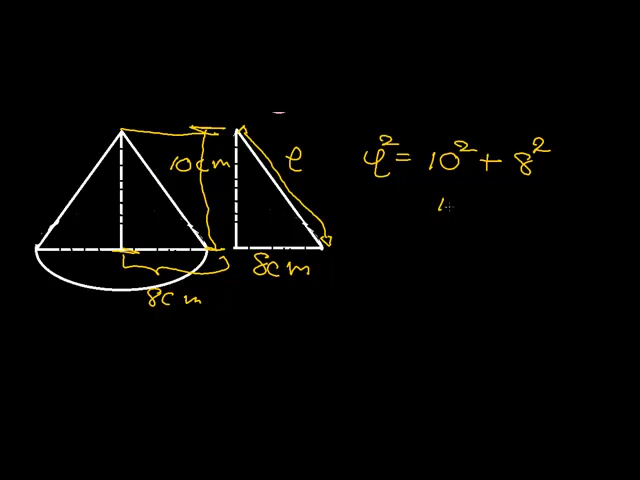 10cm
ℓ
ℓ² = 10² + 8²
8cm
8cm